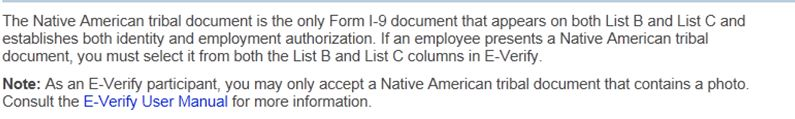 The Native American tribal document is the only Form I-9 document that appears on both List B and List C and
establishes both identity and employment authorization. If an employee presents a Native American tribal
document, you must select it from both the List B and List C columns in E-Verify.
Note: As an E-Verify participant, you may only accept a Native American tribal document that contains a photo.
Consult the E-Verify User Manual for more information.